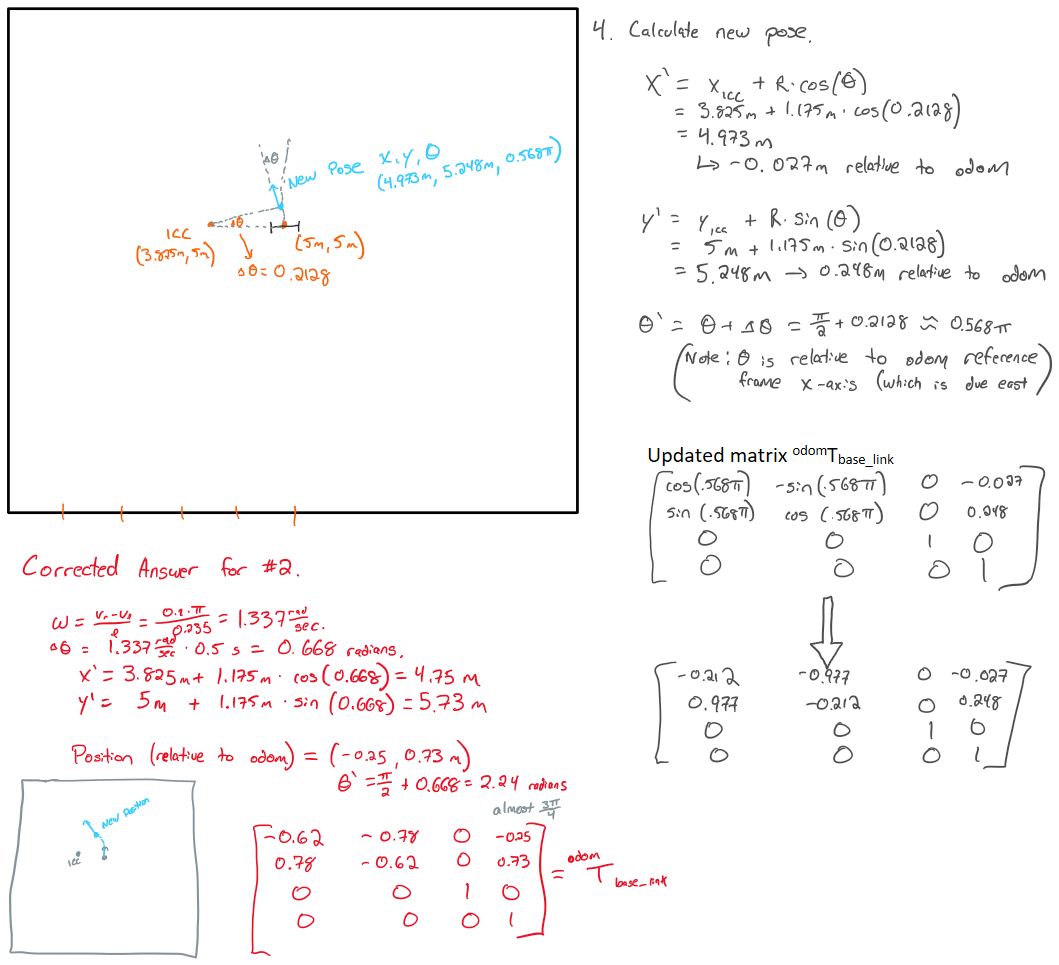 4. Calculate new pose.
X' = X_ICC + R·cos(θ)
= 3.825m + 1.175m · cos(0.2128)
= 4.973 m
↳ -0.027m relative to odom
y' = y_icc + R·sin(θ)
= 5m + 1.175m · sin(0.2128)
= 5.248m → 0.248m relative to odom
θ' = θ + Δθ = π/2 + 0.2128 ≈ 0.568π
(Note: θ is relative to odom reference
frame x-axis (which is due east)
Δθ
New Pose X, Y, θ
(4.973m, 5.248m, 0.568π)
ICC
(3.825m, 5m)
Δθ
(5m, 5m)
Δθ = 0.2128
Updated matrix ^odom T_base_link
cos(.568π) -sin(.568π) 0 -0.027
sin(.568π) cos(.568π) 0 0.248
0 0 1 0
0 0 0 1
-0.212 -0.977 0 -0.027
0.977 -0.212 0 0.248
0 0 1 0
0 0 0 1
Corrected Answer for #2.
ω = (Vr-Vl)/l = (0.1·π)/0.235 = 1.337 rad/sec.
Δθ = 1.337 rad/sec · 0.5 s = 0.668 radians.
x' = 3.825m + 1.175m · cos(0.668) = 4.75 m
y' = 5m + 1.175m · sin(0.668) = 5.73 m
Position (relative to odom) = (-0.25, 0.73 m)
θ' = π/2 + 0.668 = 2.24 radians
almost 3π/4
New Position
ICC
-0.62 -0.78 0 -0.25
0.78 -0.62 0 0.73
0 0 1 0
0 0 0 1
= ^odom T_base_link